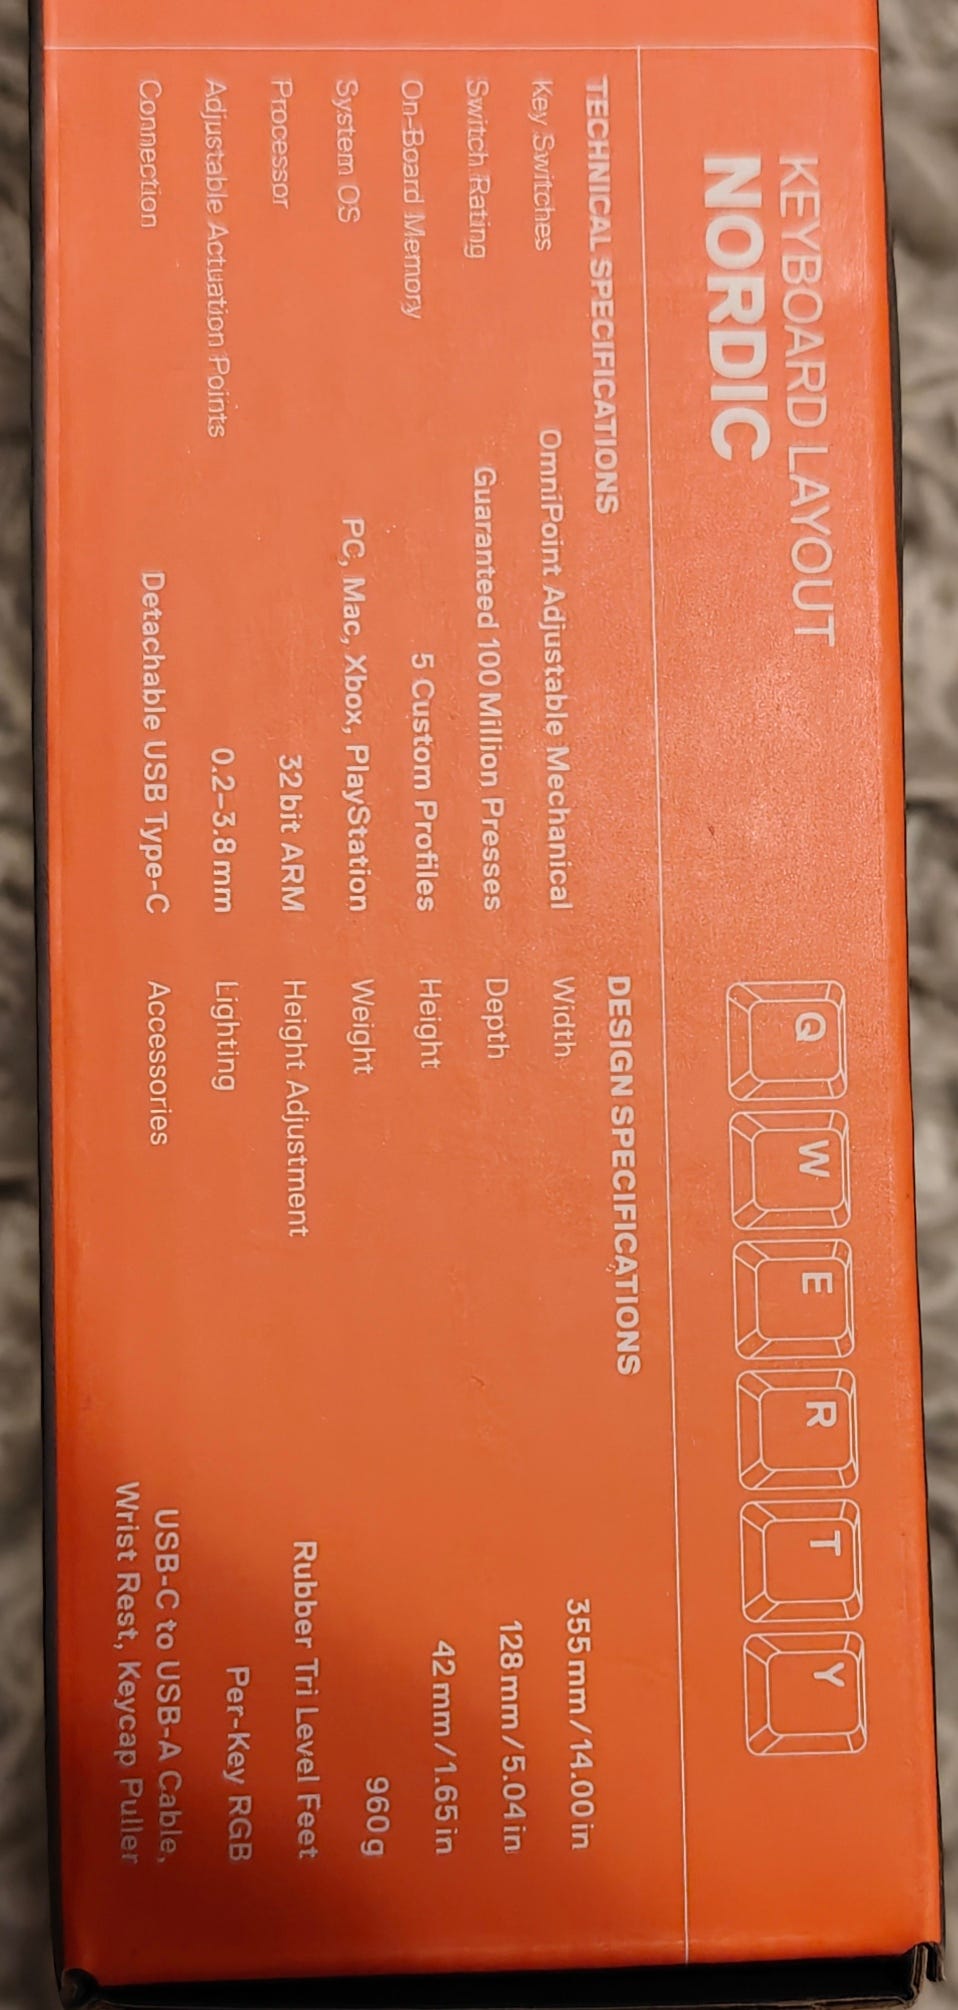 KEYBOARD LAYOUT
NORDIC
Q W E R T Y
TECHNICAL SPECIFICATIONS
Key Switches OmniPoint Adjustable Mechanical
Switch Rating Guaranteed 100 Million Presses
On-Board Memory 5 Custom Profiles
System OS PC, Mac, Xbox, PlayStation
Processor 32 bit ARM
Adjustable Actuation Points 0.2–3.8 mm
Connection Detachable USB Type-C
DESIGN SPECIFICATIONS
Width 355 mm / 14.00 in
Depth 128 mm / 5.04 in
Height 42 mm / 1.65 in
Weight 960 g
Height Adjustment Rubber Tri Level Feet
Lighting Per-Key RGB
Accessories USB-C to USB-A Cable,
Wrist Rest, Keycap Puller